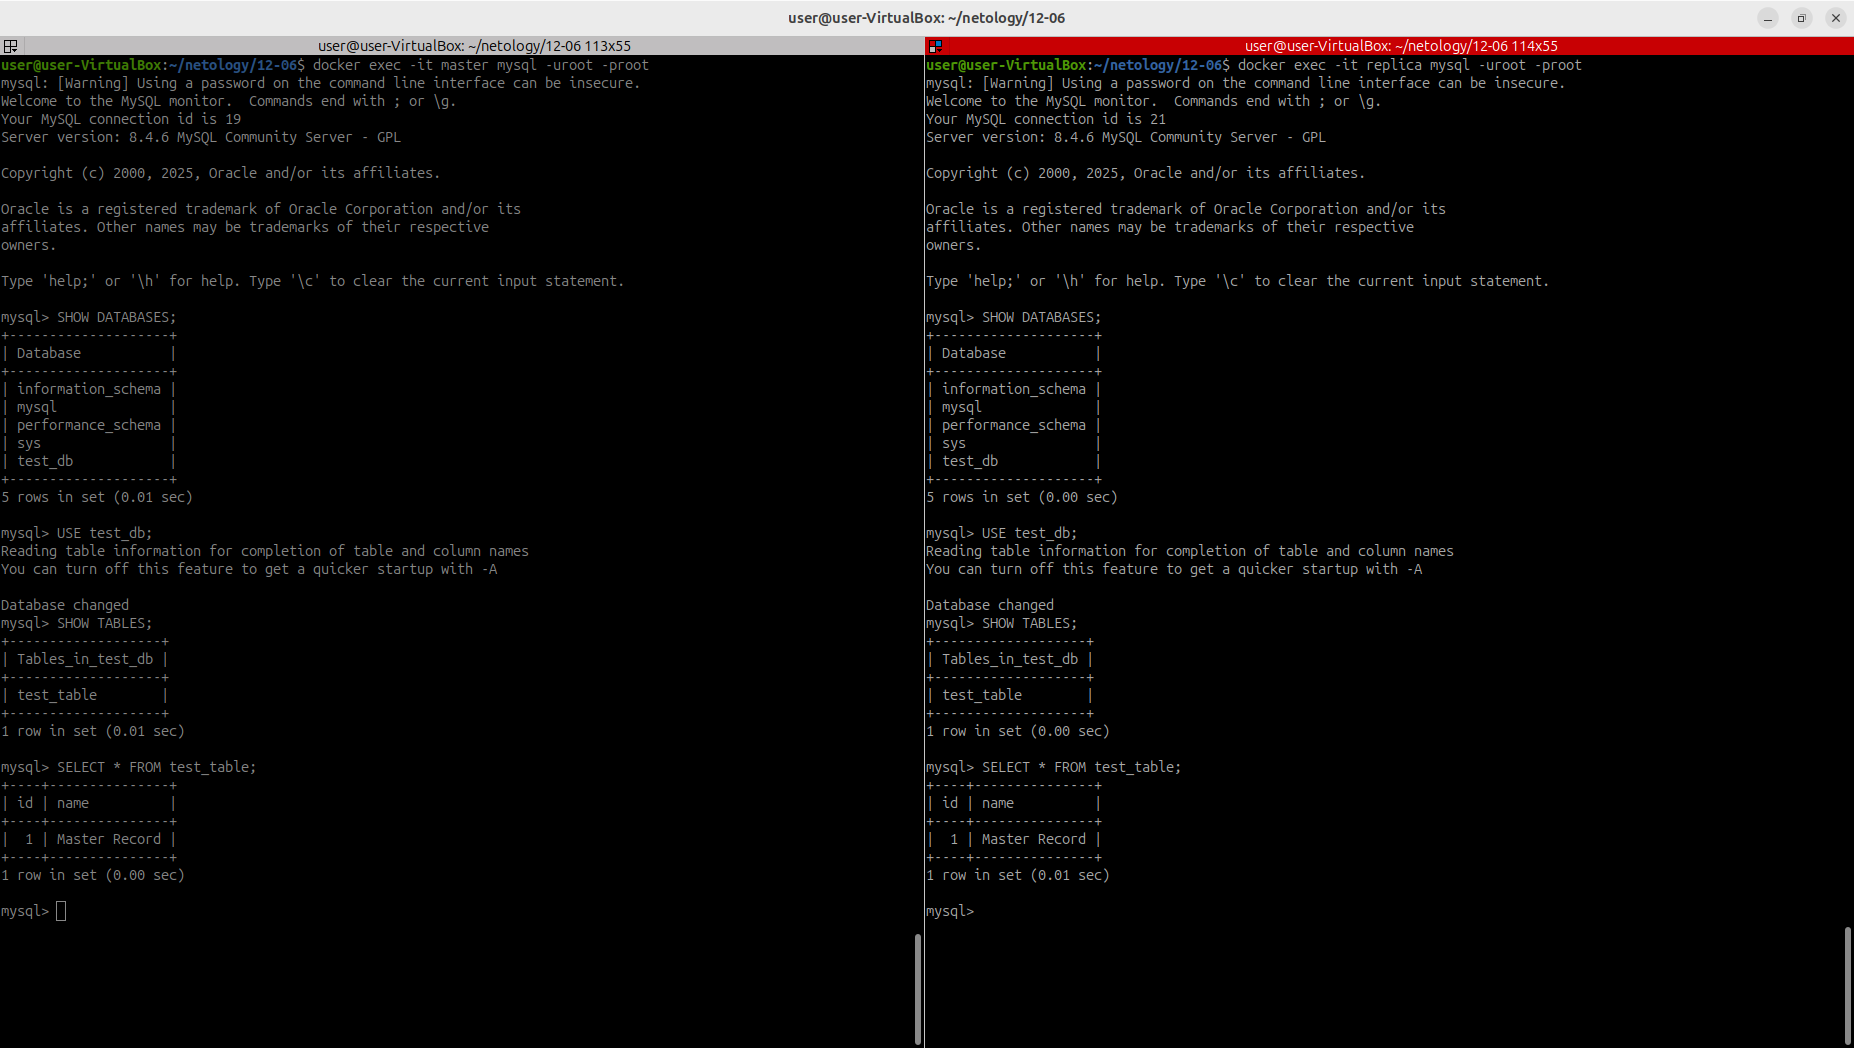 user@user-VirtualBox: ~/netology/12-06
user@user-VirtualBox: ~/netology/12-06 113x55
user@user-VirtualBox:~/netology/12-06$ docker exec -it master mysql -uroot -proot
mysql: [Warning] Using a password on the command line interface can be insecure.
Welcome to the MySQL monitor.  Commands end with ; or \g.
Your MySQL connection id is 19
Server version: 8.4.6 MySQL Community Server - GPL

Copyright (c) 2000, 2025, Oracle and/or its affiliates.

Oracle is a registered trademark of Oracle Corporation and/or its
affiliates. Other names may be trademarks of their respective
owners.

Type 'help;' or '\h' for help. Type '\c' to clear the current input statement.

mysql> SHOW DATABASES;
+--------------------+
| Database           |
+--------------------+
| information_schema |
| mysql              |
| performance_schema |
| sys                |
| test_db            |
+--------------------+
5 rows in set (0.01 sec)

mysql> USE test_db;
Reading table information for completion of table and column names
You can turn off this feature to get a quicker startup with -A

Database changed
mysql> SHOW TABLES;
+-------------------+
| Tables_in_test_db |
+-------------------+
| test_table        |
+-------------------+
1 row in set (0.01 sec)

mysql> SELECT * FROM test_table;
+----+---------------+
| id | name          |
+----+---------------+
|  1 | Master Record |
+----+---------------+
1 row in set (0.00 sec)

mysql>
user@user-VirtualBox: ~/netology/12-06 114x55
user@user-VirtualBox:~/netology/12-06$ docker exec -it replica mysql -uroot -proot
mysql: [Warning] Using a password on the command line interface can be insecure.
Welcome to the MySQL monitor.  Commands end with ; or \g.
Your MySQL connection id is 21
Server version: 8.4.6 MySQL Community Server - GPL

Copyright (c) 2000, 2025, Oracle and/or its affiliates.

Oracle is a registered trademark of Oracle Corporation and/or its
affiliates. Other names may be trademarks of their respective
owners.

Type 'help;' or '\h' for help. Type '\c' to clear the current input statement.

mysql> SHOW DATABASES;
+--------------------+
| Database           |
+--------------------+
| information_schema |
| mysql              |
| performance_schema |
| sys                |
| test_db            |
+--------------------+
5 rows in set (0.00 sec)

mysql> USE test_db;
Reading table information for completion of table and column names
You can turn off this feature to get a quicker startup with -A

Database changed
mysql> SHOW TABLES;
+-------------------+
| Tables_in_test_db |
+-------------------+
| test_table        |
+-------------------+
1 row in set (0.00 sec)

mysql> SELECT * FROM test_table;
+----+---------------+
| id | name          |
+----+---------------+
|  1 | Master Record |
+----+---------------+
1 row in set (0.01 sec)

mysql>